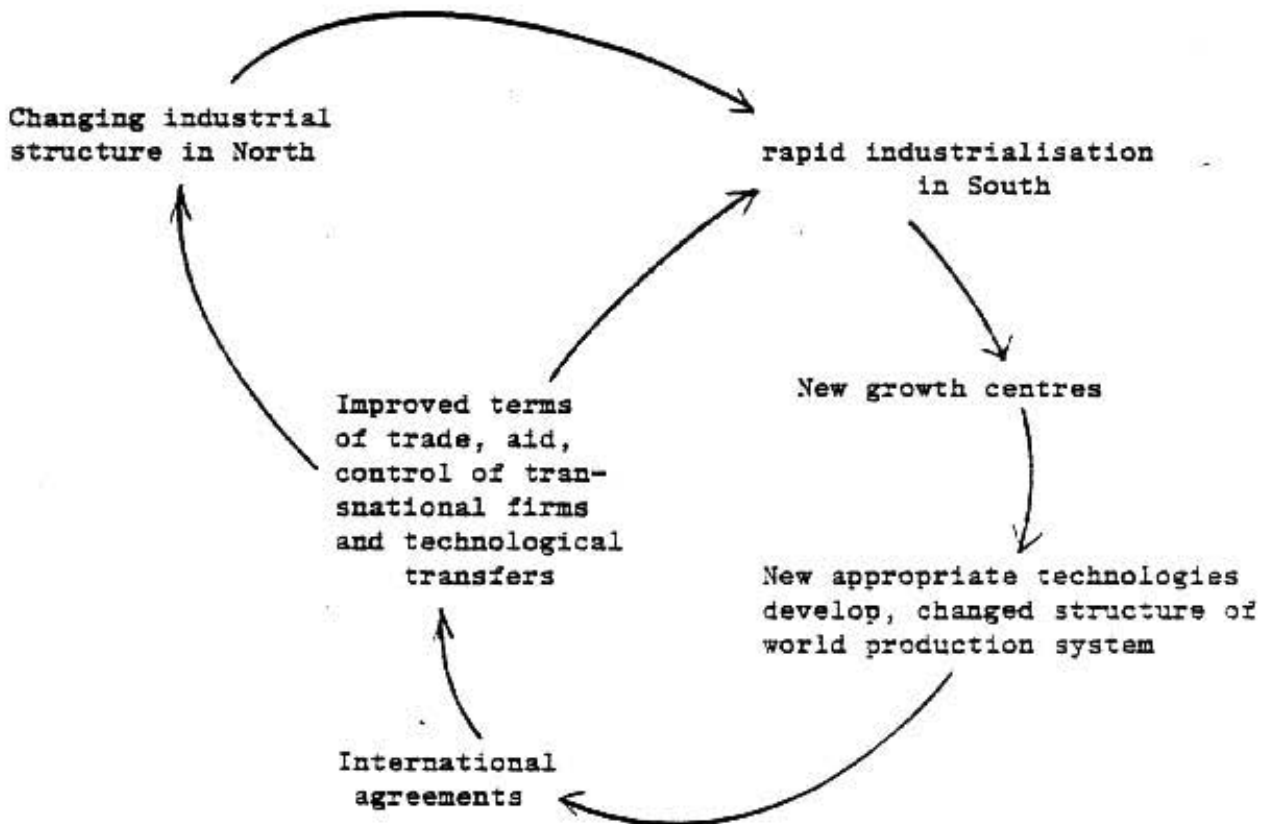 Changing industrial
structure in North
rapid industrialisation
in South
New growth centres
Improved terms
of trade, aid,
control of tran-
snational firms
and technological
transfers
New appropriate technologies
develop, changed structure of
world production system
International
agreements